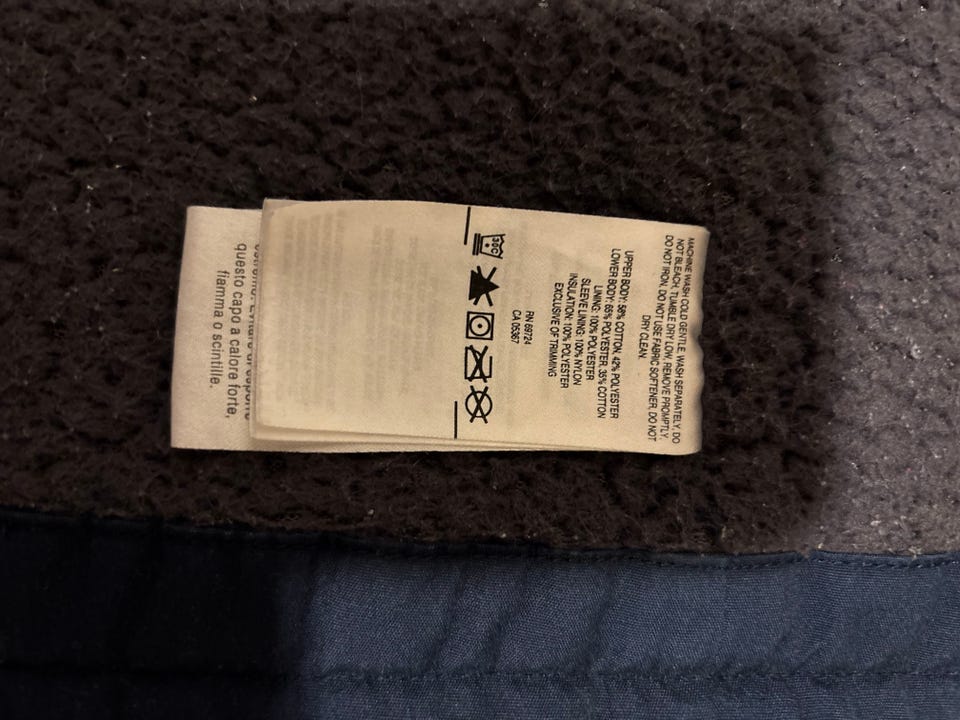 MACHINE WASH COLD GENTLE. WASH SEPARATELY. DO
NOT BLEACH. TUMBLE DRY LOW. REMOVE PROMPTLY.
DO NOT IRON. DO NOT USE FABRIC SOFTENER. DO NOT
DRY CLEAN.
UPPER BODY: 58% COTTON, 42% POLYESTER
LOWER BODY: 65% POLYESTER, 35% COTTON
LINING: 100% POLYESTER
SLEEVE LINING: 100% NYLON
INSULATION: 100% POLYESTER
EXCLUSIVE OF TRIMMING
RN 69724
CA 05367
30C
questo capo a calore forte,
fiamma o scintille.